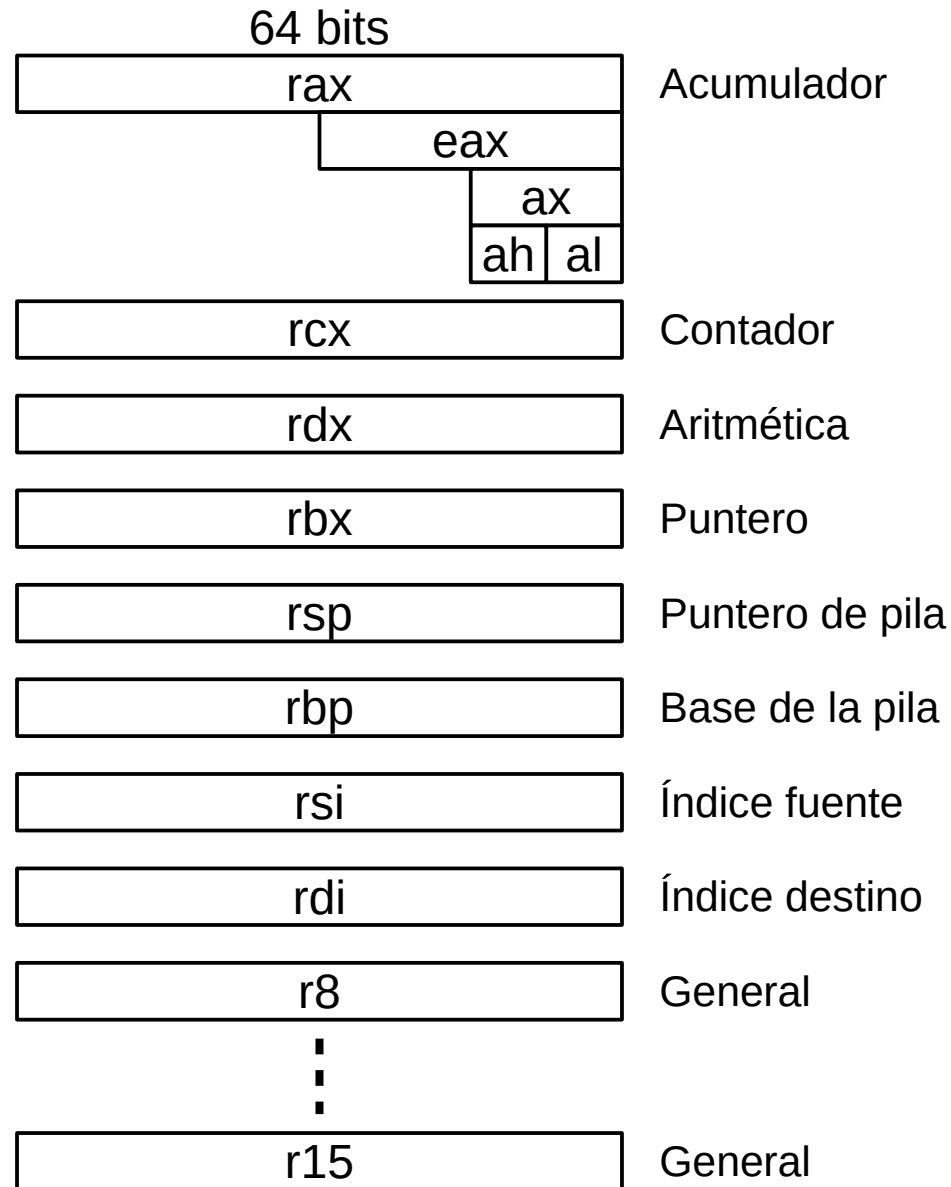 64 bits
rax Acumulador
eax
ax
ah al
rcx Contador
rdx Aritmética
rbx Puntero
rsp Puntero de pila
rbp Base de la pila
rsi Índice fuente
rdi Índice destino
r8 General
r15 General